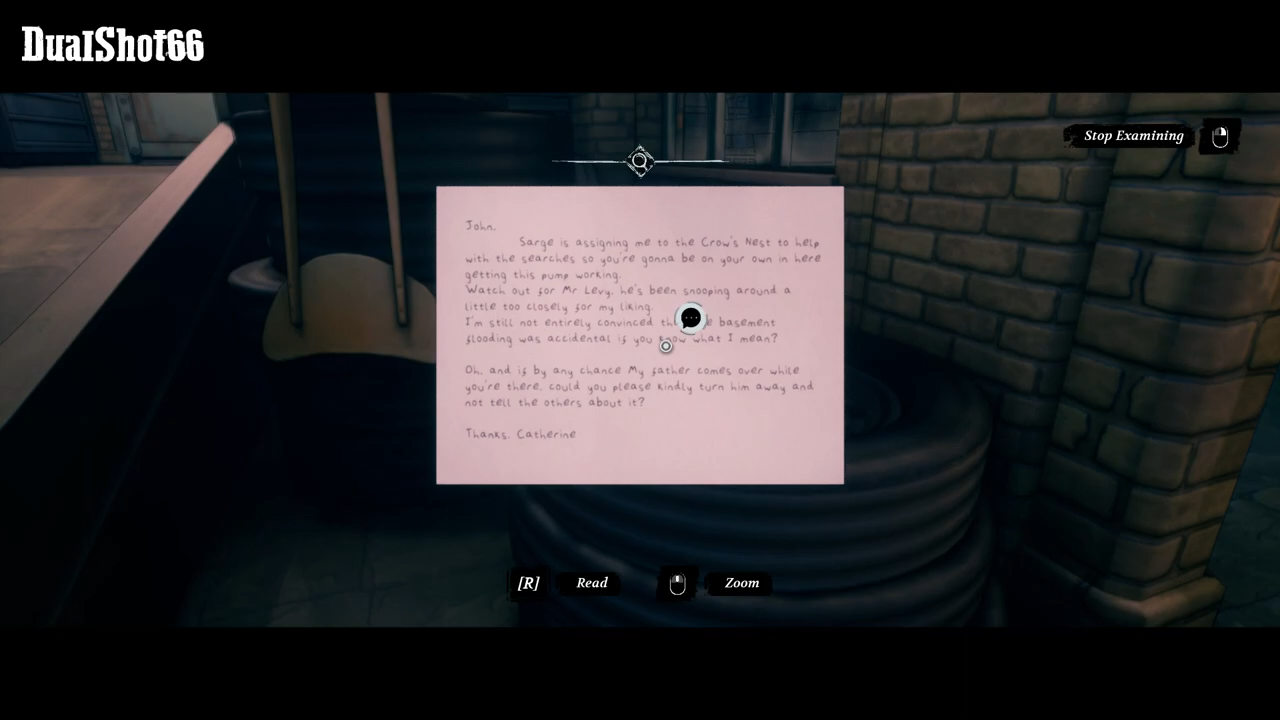 DualShot66
Stop Examining
John.
Sarge is assigning me to the Crow's Nest to help
with the searches so you're gonna be on your own in here
getting this pump working.
Watch out for Mr Levy, he's been snooping around a
little too closely for my liking.
I'm still not entirely convinced basement
flooding was accidental if you know what I mean?
Oh, and if by any chance My father comes over while
you're there, could you please kindly turn him away and
not tell the others about it?
Thanks, Catherine
[R] Read Zoom